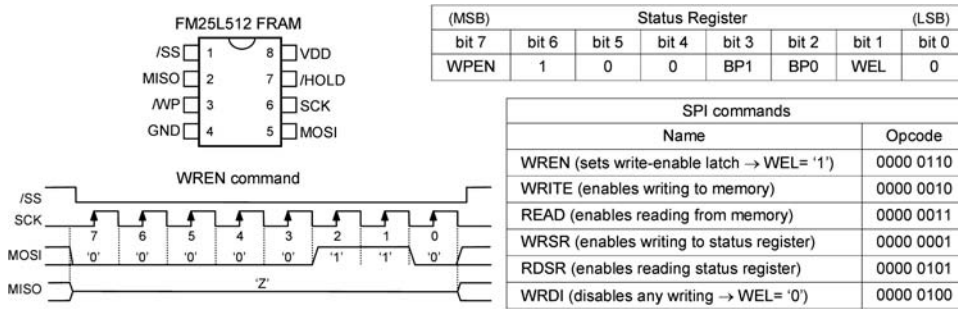 FM25L512 FRAM
/SS 1 8 VDD
MISO 2 7 /HOLD
/WP 3 6 SCK
GND 4 5 MOSI
(MSB) Status Register (LSB)
bit 7 bit 6 bit 5 bit 4 bit 3 bit 2 bit 1 bit 0
WPEN 1 0 0 BP1 BP0 WEL 0
WREN command
/SS
SCK
7 6 5 4 3 2 1 0
MOSI '0' '0' '0' '0' '0' '1' '1' '0'
MISO 'Z'
SPI commands
Name Opcode
WREN (sets write-enable latch → WEL= '1') 0000 0110
WRITE (enables writing to memory) 0000 0010
READ (enables reading from memory) 0000 0011
WRSR (enables writing to status register) 0000 0001
RDSR (enables reading status register) 0000 0101
WRDI (disables any writing → WEL= '0') 0000 0100